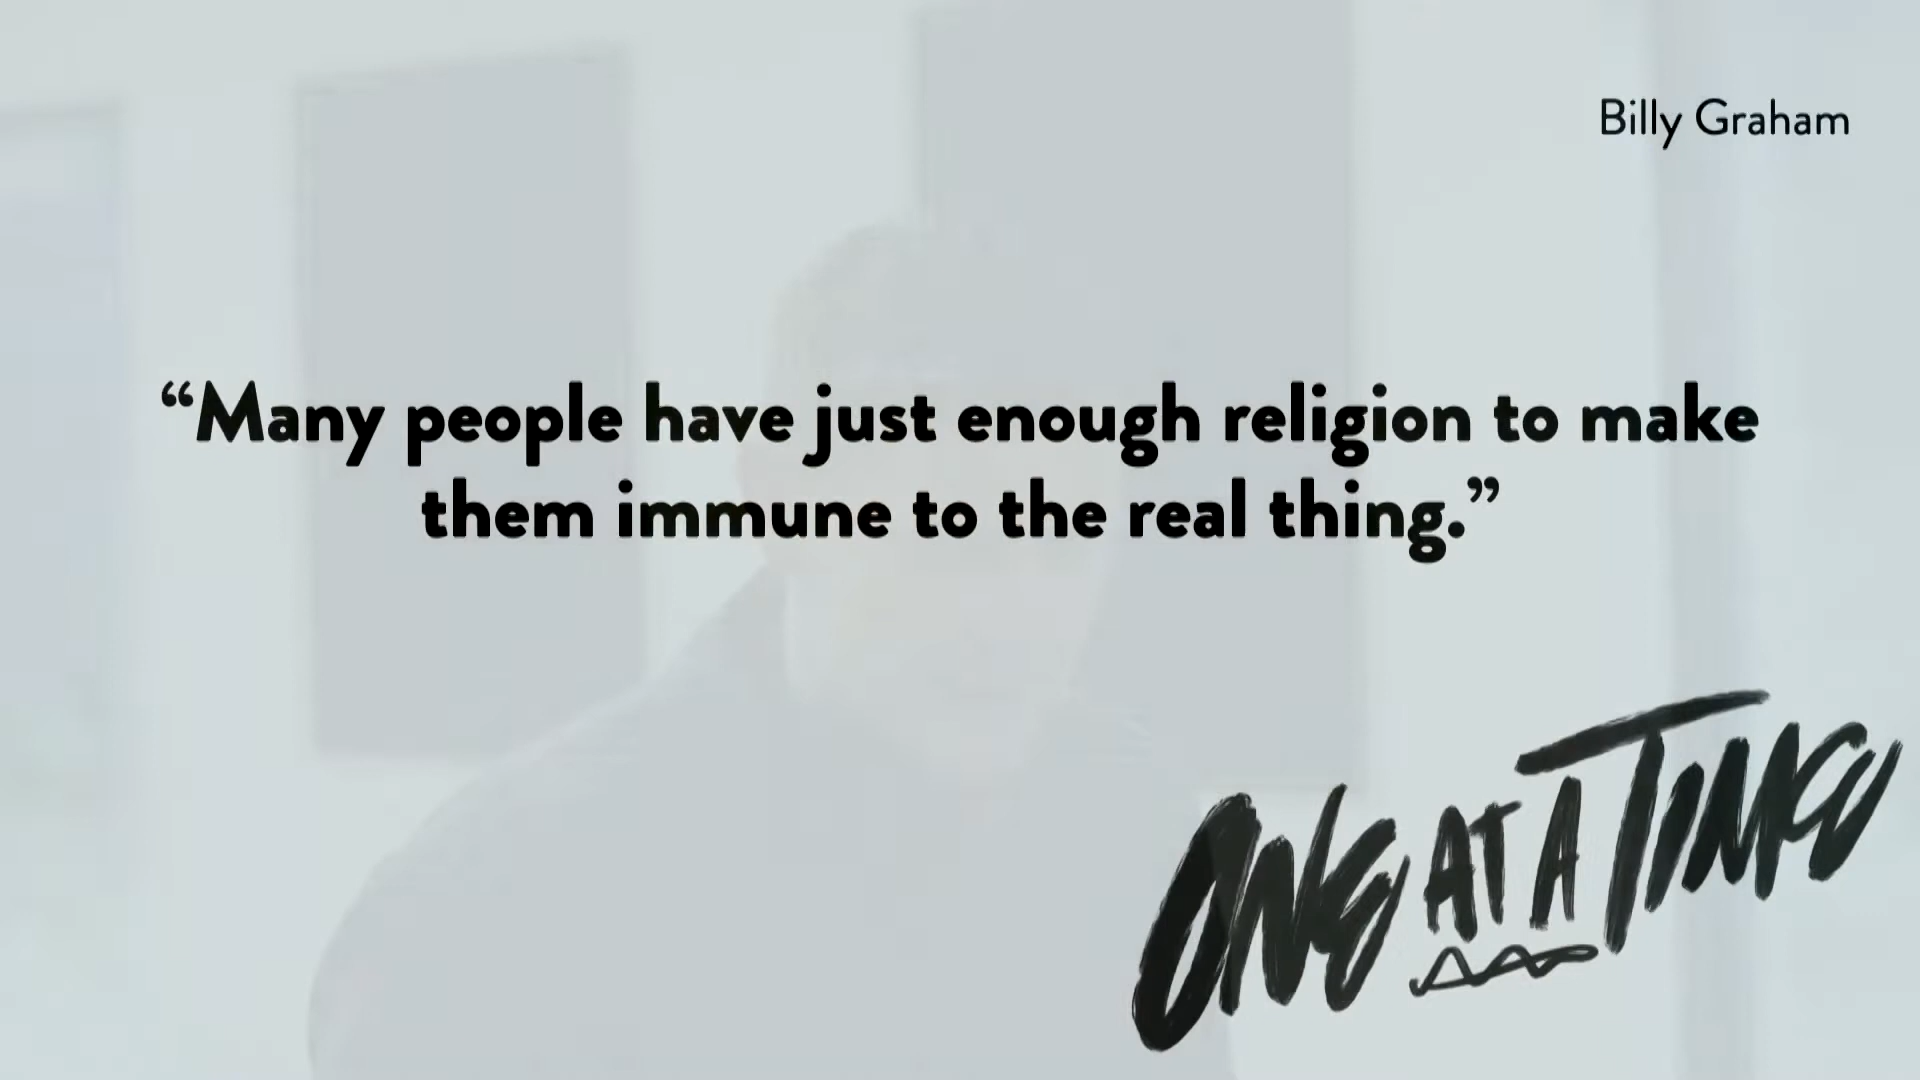 Billy Graham
“Many people have just enough religion to make
them immune to the real thing.”
ONE AT A TIME